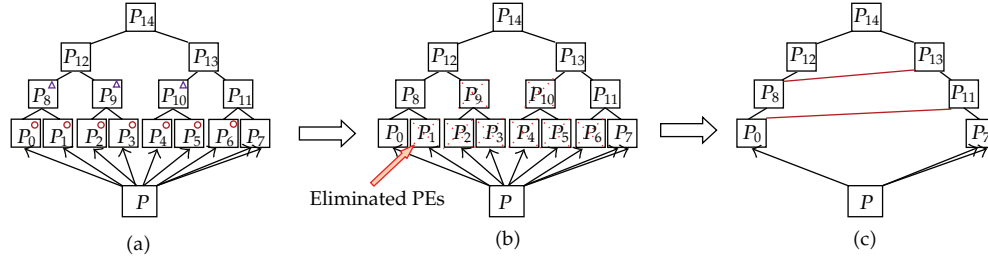 P14 P14 P14
P12 P13 P12 P13 P12 P13
P8 P9 P10 P11 P8 P9 P10 P11 P8 P11
P0 P1 P2 P3 P4 P5 P6 P7 P0 P1 P2 P3 P4 P5 P6 P7 P0 P7
Eliminated PEs
P P P
(a) (b) (c)